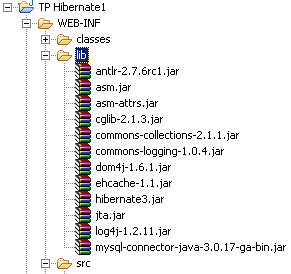 TP Hibernate1
WEB-INF
classes
lib
antlr-2.7.6rc1.jar
asm.jar
asm-attrs.jar
cglib-2.1.3.jar
commons-collections-2.1.1.jar
commons-logging-1.0.4.jar
dom4j-1.6.1.jar
ehcache-1.1.jar
hibernate3.jar
jta.jar
log4j-1.2.11.jar
mysql-connector-java-3.0.17-ga-bin.jar
src